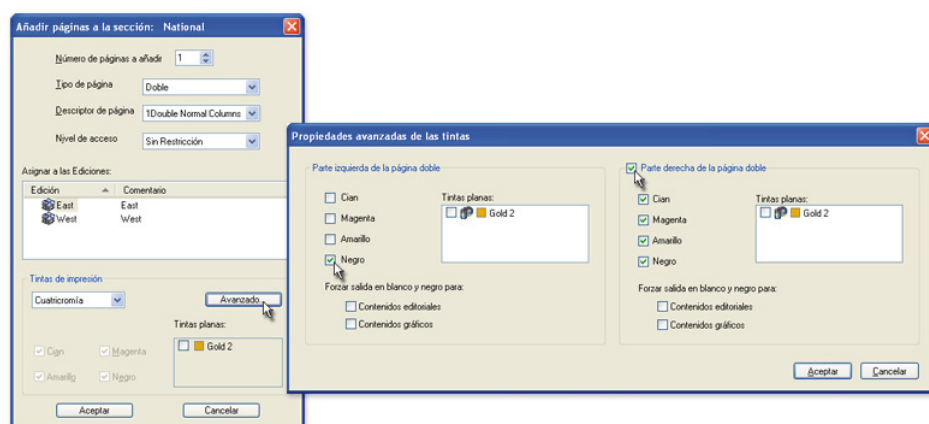 Añadir páginas a la sección: National
Número de páginas a añadir 1
Tipo de página Doble
Descriptor de página 1Double Normal Columns
Nivel de acceso Sin Restricción
Asignar a las Ediciones:
Edición Comentario
East East
West West
Tintas de impresión
Cuatricromía Avanzado...
Tintas planas:
Gold 2
Cian Magenta
Amarillo Negro
Aceptar Cancelar
Propiedades avanzadas de las tintas
Parte izquierda de la página doble
Cian
Magenta
Amarillo
Negro
Tintas planas:
Gold 2
Forzar salida en blanco y negro para:
Contenidos editoriales
Contenidos gráficos
Parte derecha de la página doble
Cian
Magenta
Amarillo
Negro
Tintas planas:
Gold 2
Forzar salida en blanco y negro para:
Contenidos editoriales
Contenidos gráficos
Aceptar Cancelar